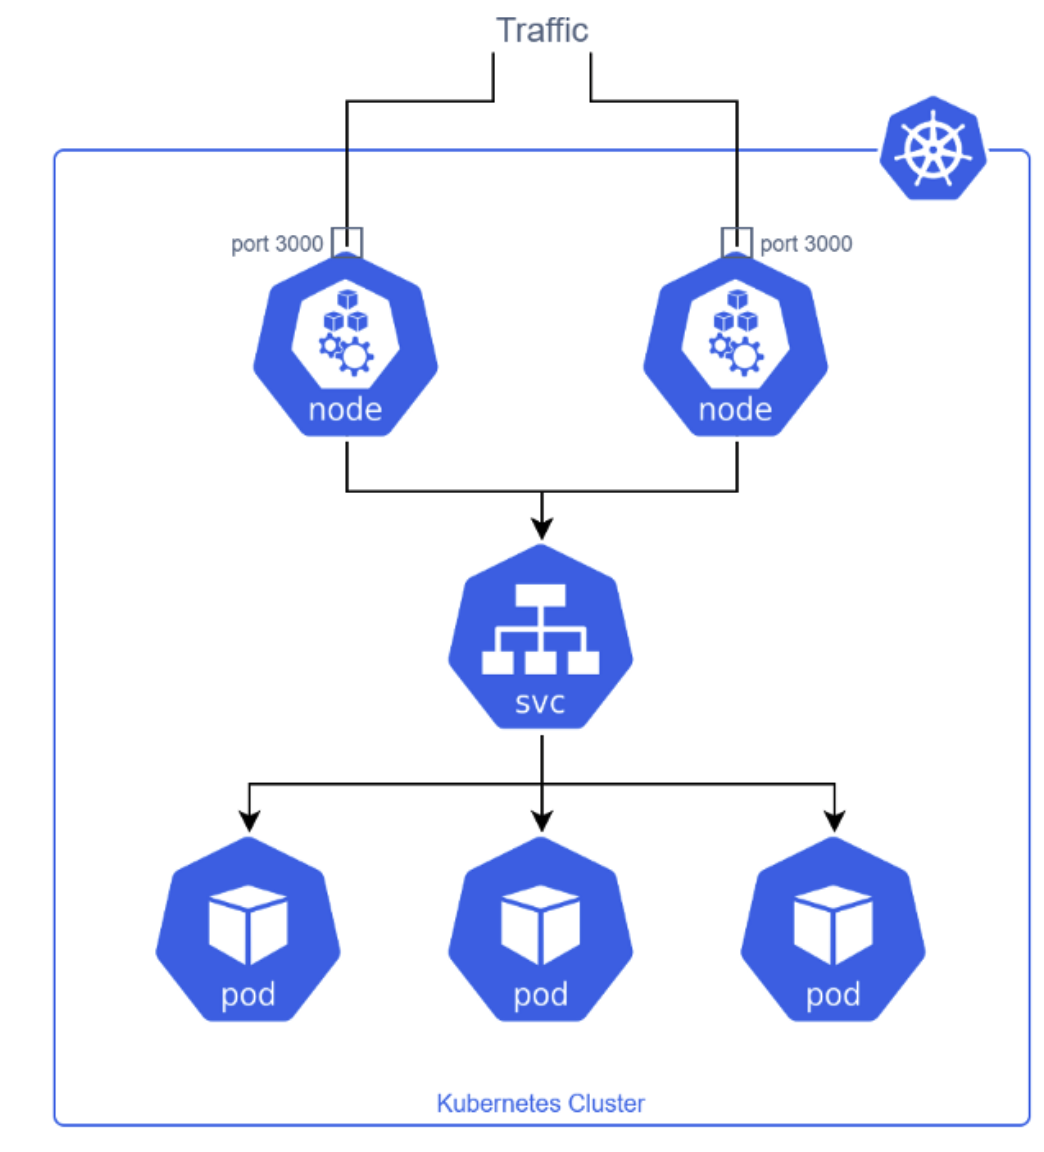 Traffic
port 3000
port 3000
node
node
svc
pod
pod
pod
Kubernetes Cluster